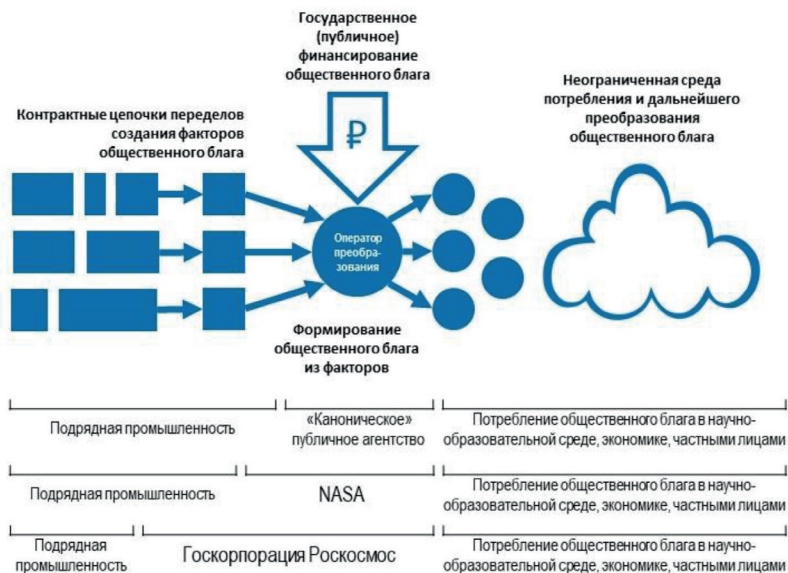 Государственное
(публичное)
финансирование
общественного блага
Неограниченная среда
потребления и дальнейшего
преобразования
общественного блага
Контрактные цепочки переделов
создания факторов
общественного блага
₽
Оператор
преобра-
зования
Формирование
общественного блага
из факторов
Подрядная промышленность
«Каноническое»
публичное агентство
Потребление общественного блага в научно-
образовательной среде, экономике, частными лицами
Подрядная промышленность
NASA
Потребление общественного блага в научно-
образовательной среде, экономике, частными лицами
Подрядная
промышленность
Госкорпорация Роскосмос
Потребление общественного блага в научно-
образовательной среде, экономике, частными лицами